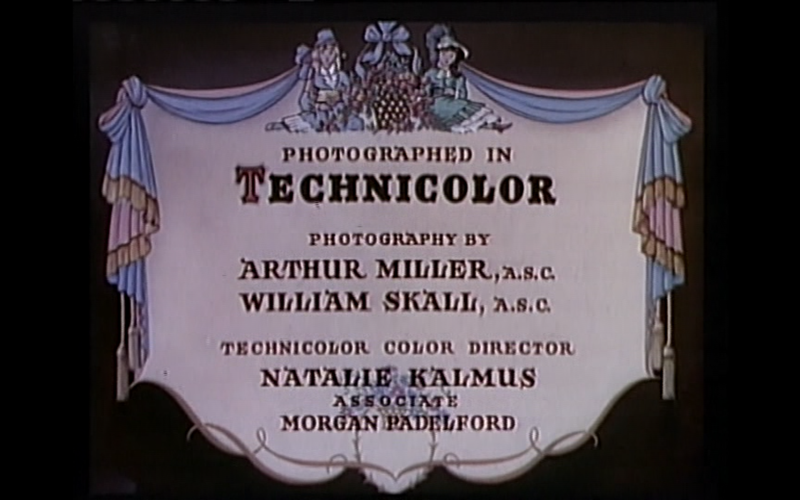 PHOTOGRAPHED IN
TECHNICOLOR
PHOTOGRAPHY BY
ARTHUR MILLER, A.S.C.
WILLIAM SKALL, A.S.C.
TECHNICOLOR COLOR DIRECTOR
NATALIE KALMUS
ASSOCIATE
MORGAN PADELFORD